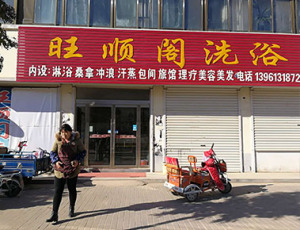 旺顺阁洗浴
内设:淋浴 桑拿 冲浪 汗蒸 包间 旅馆 理疗 美容 美发 电话 1396131872